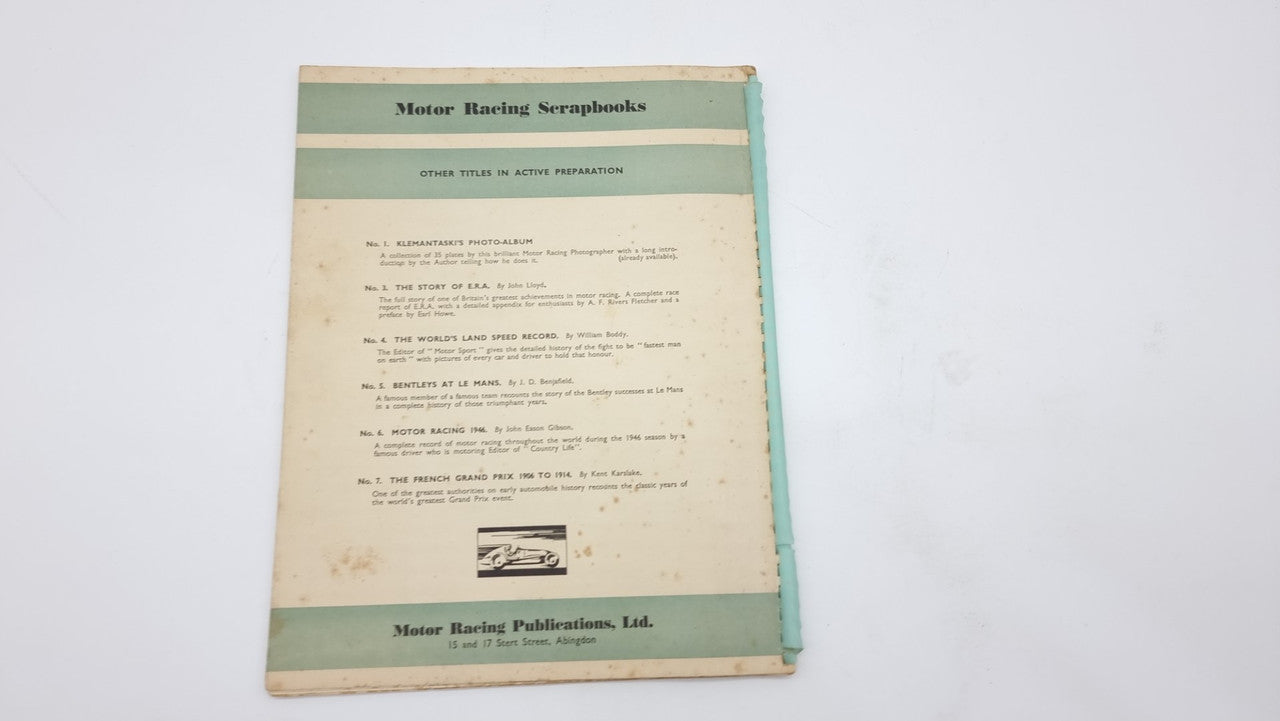 Motor Racing Scrapbooks
OTHER TITLES IN ACTIVE PREPARATION
No. 1. KLEMANTASKI'S PHOTO-ALBUM
A collection of 35 plates by this brilliant Motor Racing Photographer with a long intro-
duction by the Author telling how he does it. (already available).
No. 3. THE STORY OF E.R.A. By John Lloyd.
The full story of one of Britain's greatest achievements in motor racing. A complete race
report of E.R.A. with a detailed appendix for enthusiasts by A. F. Rivers Fletcher and a
preface by Earl Howe.
No. 4. THE WORLD'S LAND SPEED RECORD. By William Boddy.
The Editor of "Motor Sport" gives the detailed history of the fight to be "fastest man
on earth" with pictures of every car and driver to hold that honour.
No. 5. BENTLEYS AT LE MANS. By J. D. Benjafield.
A famous member of a famous team recounts the story of the Bentley successes at Le Mans
in a complete history of those triumphant years.
No. 6. MOTOR RACING 1946. By John Eason Gibson.
A complete record of motor racing throughout the world during the 1946 season by a
famous driver who is motoring Editor of "Country Life".
No. 7. THE FRENCH GRAND PRIX 1906 TO 1914. By Kent Karslake.
One of the greatest authorities on early automobile history recounts the classic years of
the world's greatest Grand Prix event.
Motor Racing Publications, Ltd.
15 and 17 Stert Street, Abingdon